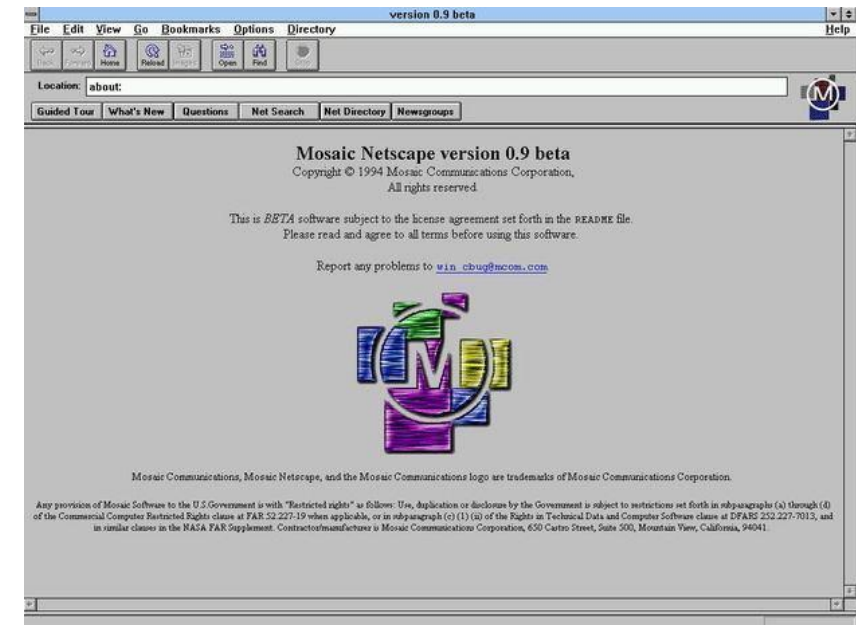 version 0.9 beta
File Edit View Go Bookmarks Options Directory Help
Back Forward Home Reload Images Open Find Stop
Location: about:
Guided Tour What's New Questions Net Search Net Directory Newsgroups
M
Mosaic Netscape version 0.9 beta
Copyright © 1994 Mosaic Communications Corporation,
All rights reserved.
This is BETA software subject to the license agreement set forth in the README file.
Please read and agree to all terms before using this software.
Report any problems to win_cbug@mcom.com
M
Mosaic Communications, Mosaic Netscape, and the Mosaic Communications logo are trademarks of Mosaic Communications Corporation.
Any provision of Mosaic Software to the U.S.Government is with "Restricted rights" as follows: Use, duplication or disclosure by the Government is subject to restrictions set forth in subparagraphs (a) through (d)
of the Commercial Computer Restricted Rights clause at FAR 52.227-19 when applicable, or in subparagraph (c) (1) (ii) of the Rights in Technical Data and Computer Software clause at DFARS 252.227-7013, and
in similar clauses in the NASA FAR Supplement. Contractor/manufacturer is Mosaic Communications Corporation, 650 Castro Street, Suite 500, Mountain View, California, 94041.